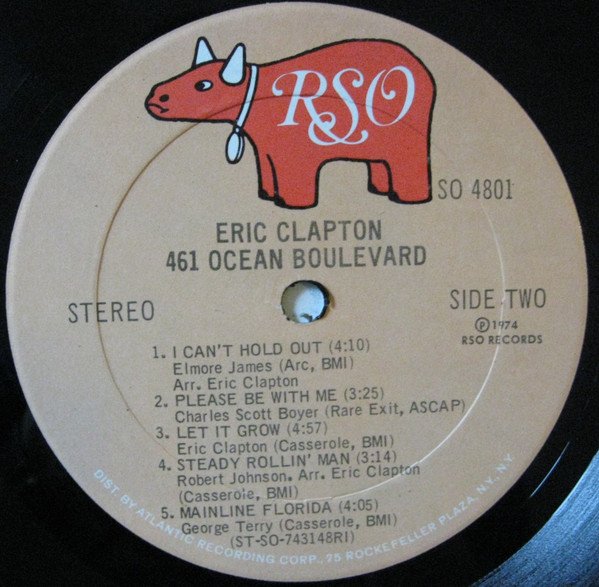 RSO
SO 4801
ERIC CLAPTON
461 OCEAN BOULEVARD
STEREO
SIDE TWO
℗ 1974
RSO RECORDS
1. I CAN'T HOLD OUT (4:10)
Elmore James (Arc, BMI)
Arr. Eric Clapton
2. PLEASE BE WITH ME (3:25)
Charles Scott Boyer (Rare Exit, ASCAP)
3. LET IT GROW (4:57)
Eric Clapton (Casserole, BMI)
4. STEADY ROLLIN' MAN (3:14)
Robert Johnson. Arr. Eric Clapton
(Casserole, BMI)
5. MAINLINE FLORIDA (4:05)
George Terry (Casserole, BMI)
(ST-SO-743148RI)
DIST. BY ATLANTIC RECORDING CORP., 75 ROCKEFELLER PLAZA, N.Y., N.Y.